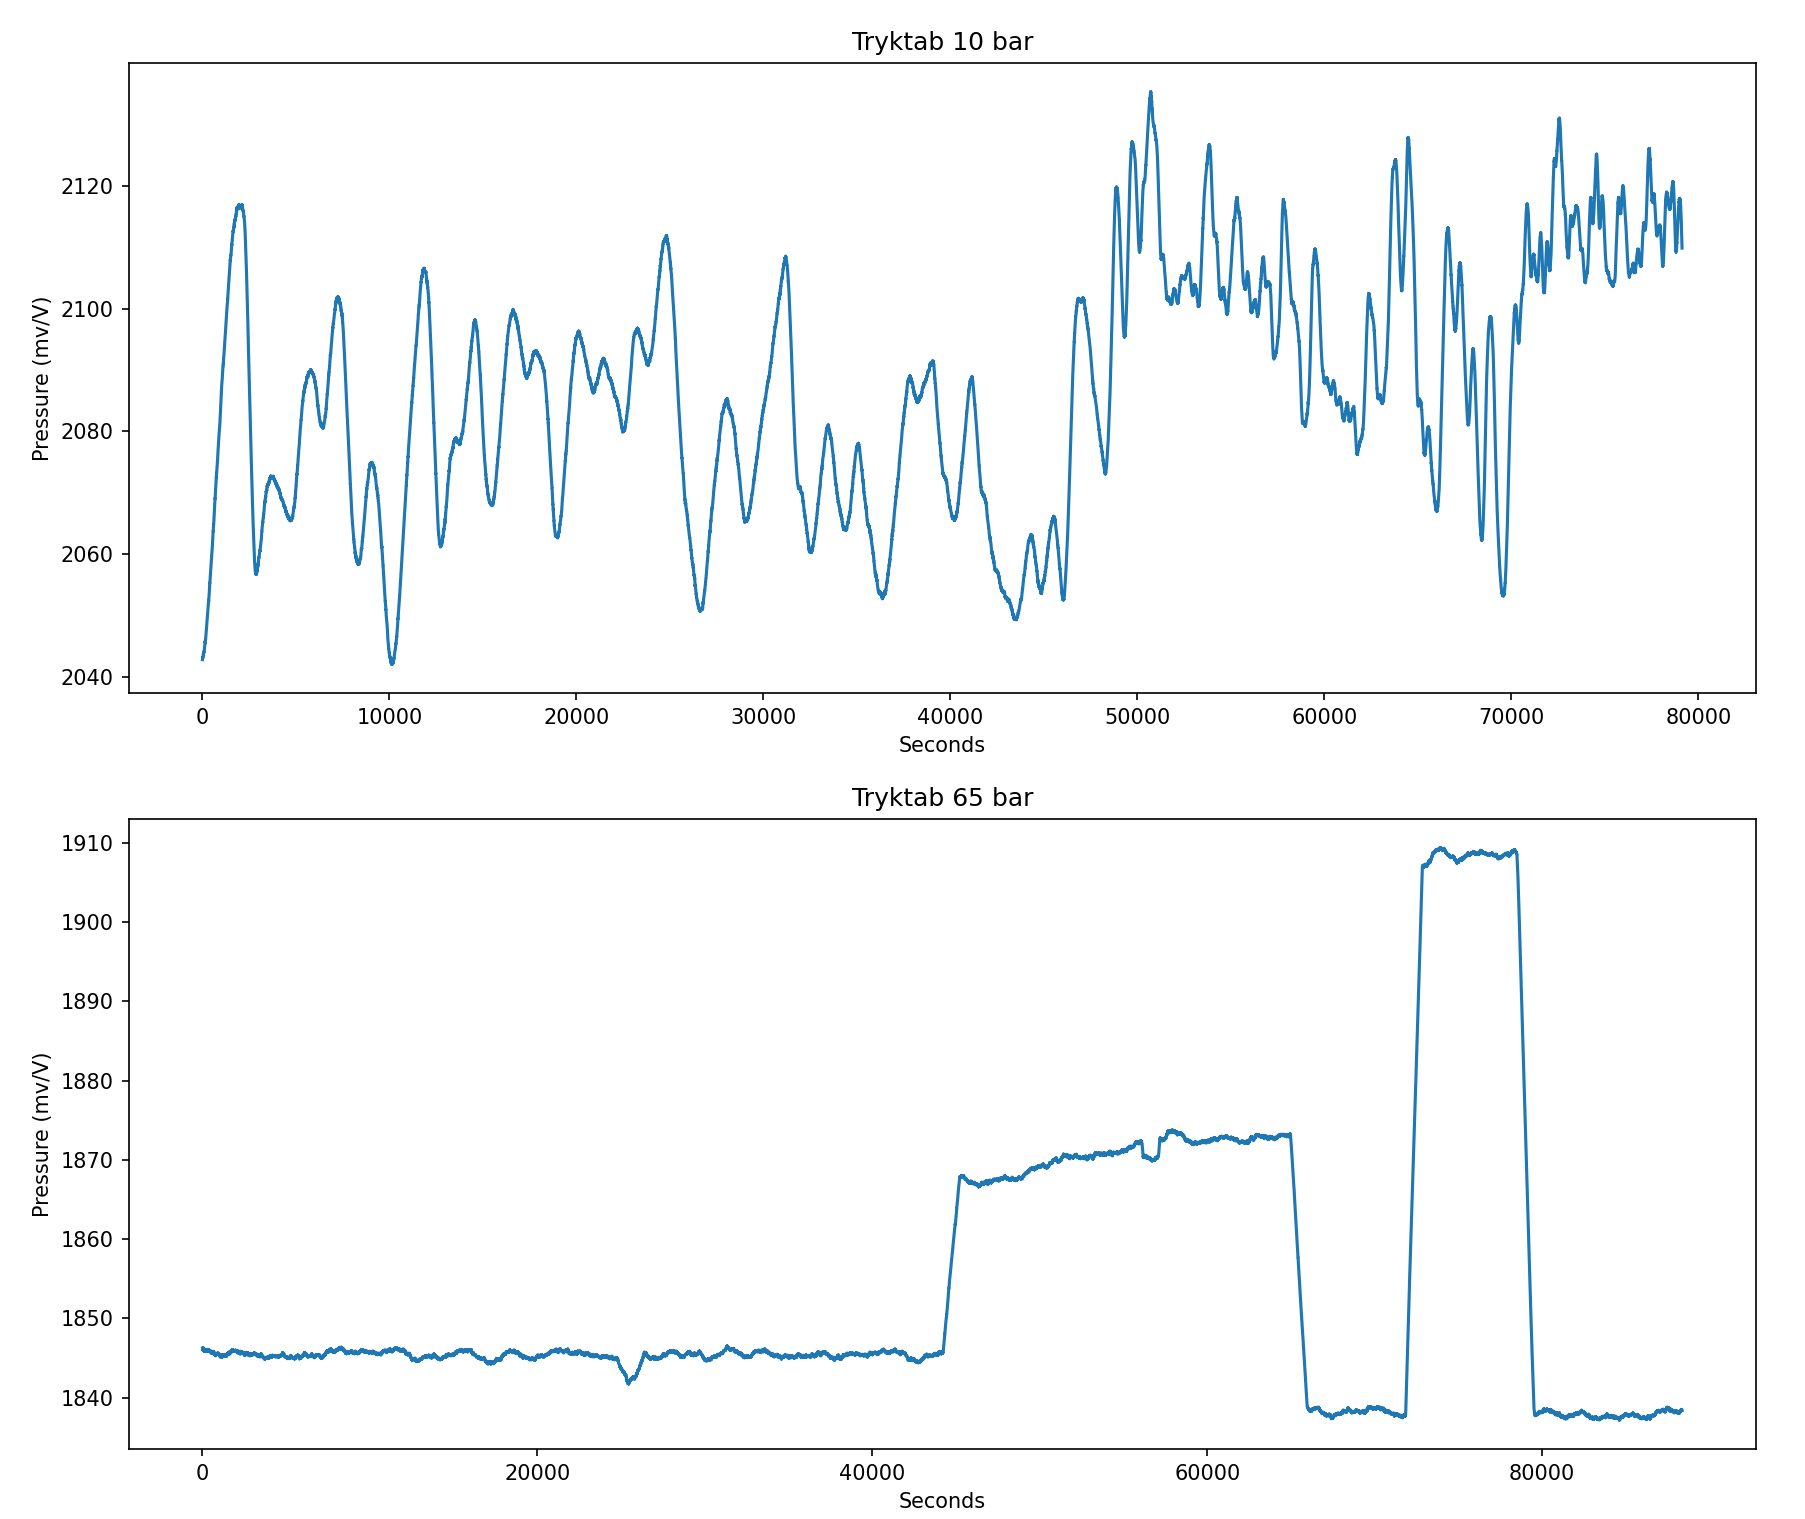 Tryktab 10 bar
Pressure (mv/V)
2120
2100
2080
2060
2040
0 10000 20000 30000 40000 50000 60000 70000 80000
Seconds
Tryktab 65 bar
Pressure (mv/V)
1910
1900
1890
1880
1870
1860
1850
1840
0 20000 40000 60000 80000
Seconds